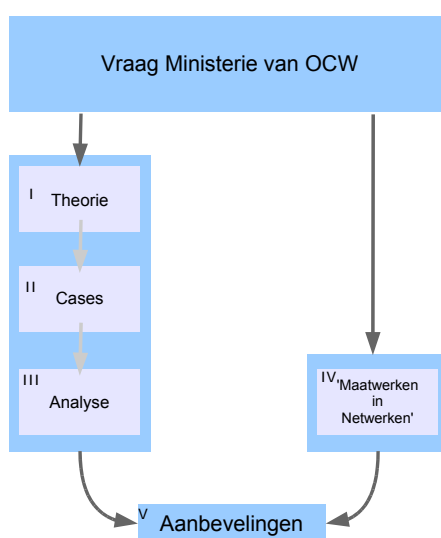 Vraag Ministerie van OCW
I Theorie
II Cases
III Analyse
IV 'Maatwerken
in
Netwerken'
V Aanbevelingen